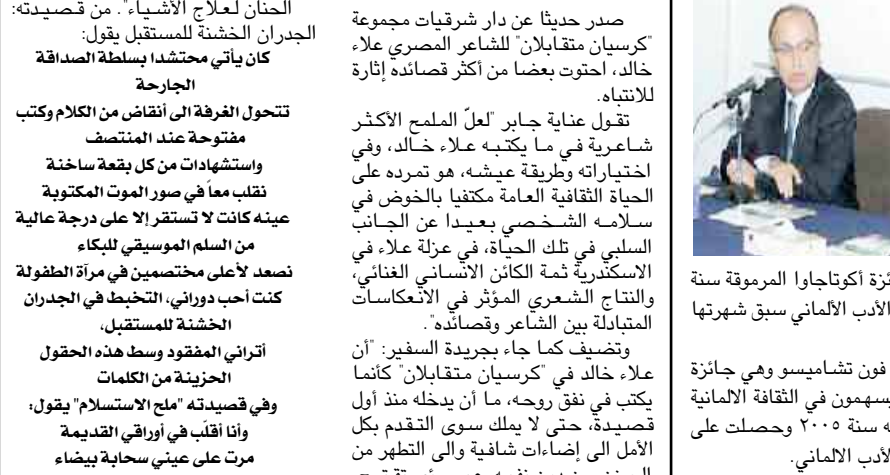 ئزة أكوتاجاوا المرموقة سنة
الأدب الألماني سبق شهرتها
فون تشاميسو وهي جائزة
يسهمون في الثقافة الالمانية
ه سنة ٢٠٠٥ وحصلت على
لأدب الالماني.
صدر حديثا عن دار شرقيات مجموعة
"كرسيان متقابلان" للشاعر المصري علاء
خالد، احتوت بعضا من أكثر قصائده إثارة
للانتباه.
تقول عناية جابر "لعلّ الملمح الأكثر
شاعرية في ما يكتبه علاء خالد، وفي
اختياراته وطريقة عيشه، هو تمرده على
الحياة الثقافية العامة مكتفيا بالخوض في
سلامه الشخصي بعيدا عن الجانب
السلبي في تلك الحياة، في عزلة علاء في
الاسكندرية ثمة الكائن الانساني الغنائي،
والنتاج الشعري المؤثر في الانعكاسات
المتبادلة بين الشاعر وقصائده".
وتضيف كما جاء بجريدة السفير: "أن
علاء خالد في "كرسيان متقابلان" كأنما
يكتب في نفق روحه، ما أن يدخله منذ أول
قصيدة، حتى لا يملك سوى التقدم بكل
الأمل الى إضاءات شافية والى التطهر من
الحنان لعلاج الأشياء". من قصيدته:
الجدران الخشنة للمستقبل يقول:
كان يأتي محتشدا بسلطة الصداقة
الجارحة
تتحول الغرفة الى أنقاض من الكلام وكتب
مفتوحة عند المنتصف
واستشهادات من كل بقعة ساخنة
نقلب معاً في صور الموت المكتوبة
عينه كانت لا تستقر إلا على درجة عالية
من السلم الموسيقي للبكاء
نصعد لأعلى مختصمين في مرآة الطفولة
كنت أحب دوراني، التخبط في الجدران
الخشنة للمستقبل،
أتراني المفقود وسط هذه الحقول
الحزينة من الكلمات
وفي قصيدته "ملح الاستسلام" يقول:
وأنا أقلّب في أوراقي القديمة
مرت على عيني سحابة بيضاء